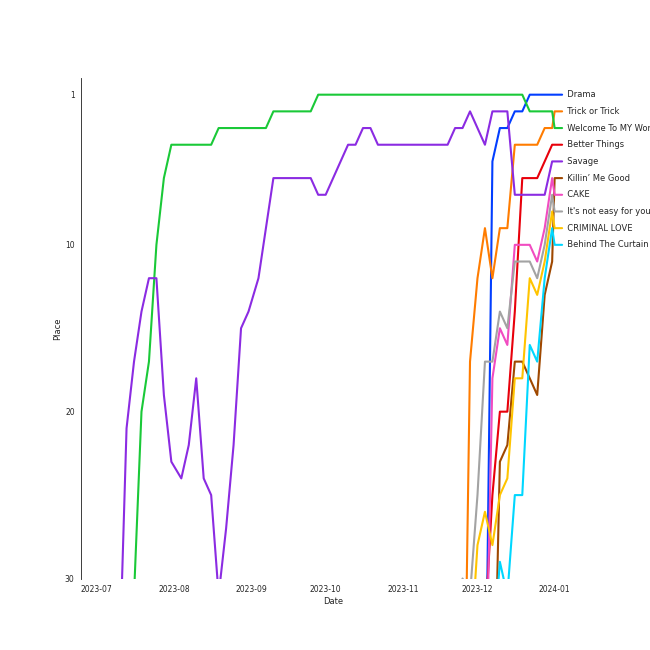 1
10
20
30
Place
2023-07
2023-08
2023-09
2023-10
2023-11
2023-12
2024-01
Date
Drama
Trick or Trick
Welcome To MY Wor
Better Things
Savage
Killin' Me Good
CAKE
It's not easy for you
CRIMINAL LOVE
Behind The Curtain